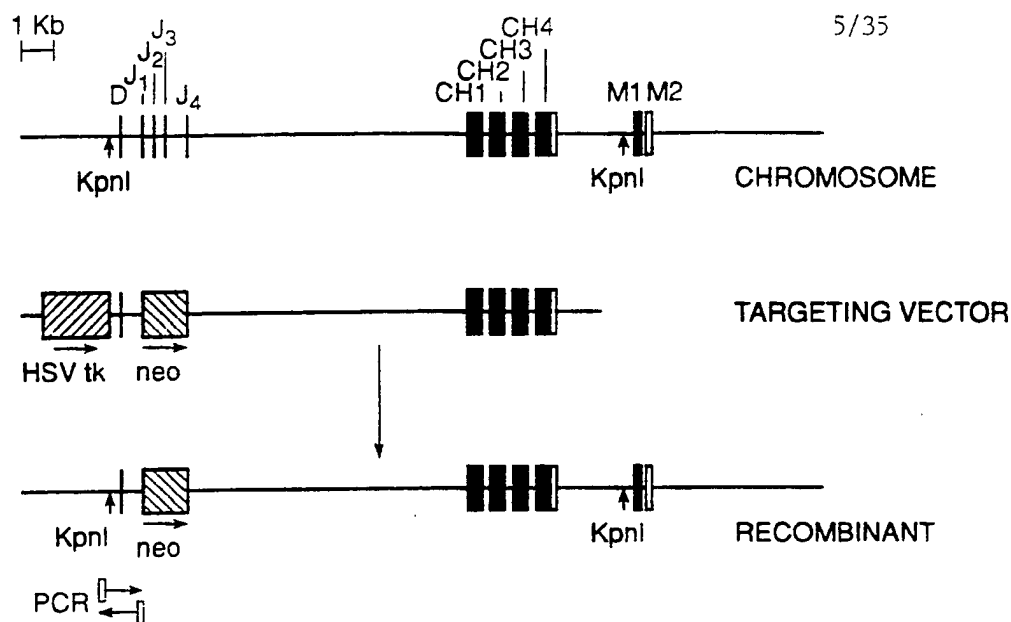 1 Kb
5/35
D J1 J2 J3 J4
CH1 CH2 CH3 CH4
M1 M2
KpnI
KpnI
CHROMOSOME
TARGETING VECTOR
HSV tk
neo
KpnI
neo
KpnI
RECOMBINANT
PCR